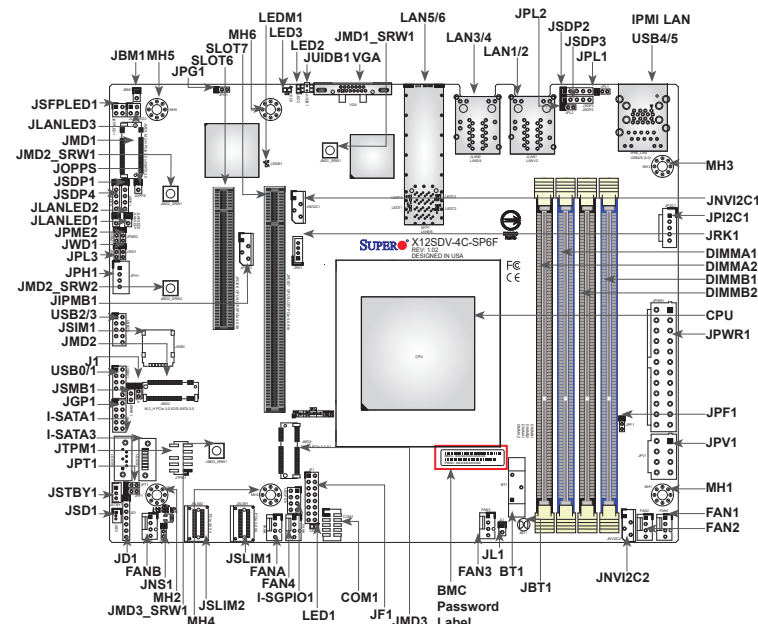 LEDM1
LED3
MH6
LED2
SLOT7
JUIDB1
VGA
JMD1_SRW1
SLOT6
JPG1
JBM1
MH5
LAN5/6
LAN3/4
JPL2
LAN1/2
JSDP2
JSDP3
JPL1
IPMI LAN
USB4/5
JSFPLED1
JLANLED3
JMD1
JMD2_SRW1
JOPPS
JSDP1
JSDP4
JLANLED2
JLANLED1
JPME2
JWD1
JPL3
JPH1
JMD2_SRW2
JIPMB1
USB2/3
JSIM1
JMD2
J1
USB0/1
JSMB1
JGP1
I-SATA1
I-SATA3
JTPM1
JPT1
JSTBY1
JSD1
MH3
JNVI2C1
JPI2C1
JRK1
DIMMA1
DIMMA2
DIMMB1
DIMMB2
CPU
JPWR1
JPF1
JPV1
MH1
FAN1
FAN2
SUPER
X12SDV-4C-SP6F
REV: 1.02
DESIGNED IN USA
FC
CE
CPU
JD1
FANB
JNS1
MH2
JMD3_SRW1
MH4
JSLIM2
JSLIM1
FANA
FAN4
I-SGPIO1
LED1
COM1
JF1
JMD3
BMC
Password
Label
FAN3
JL1
BT1
JBT1
JNVI2C2